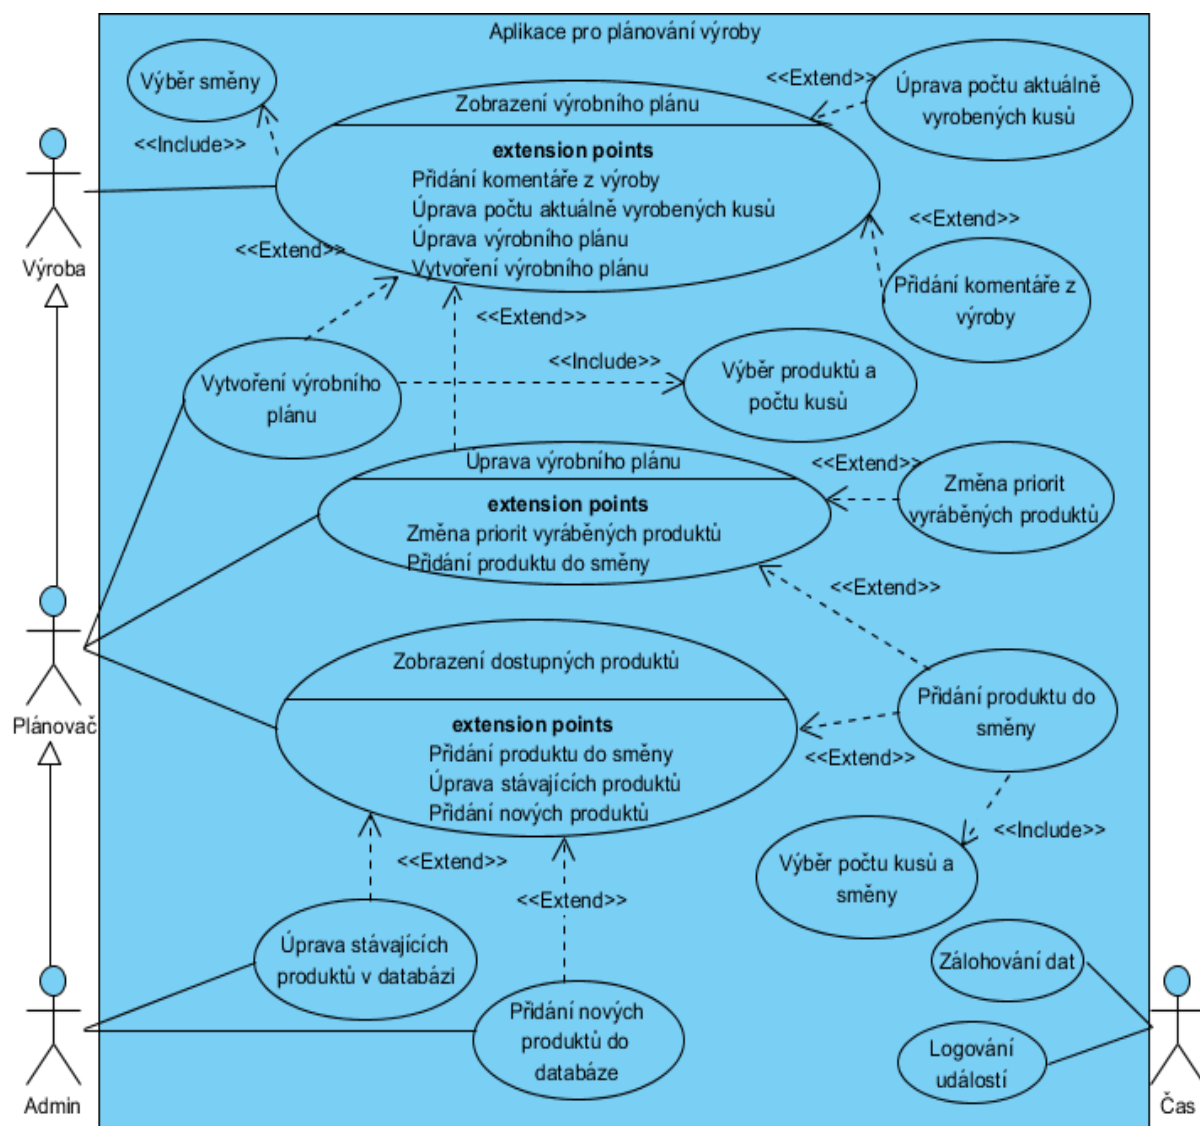 Aplikace pro plánování výroby
Výběr směny
<<Include>>
Zobrazení výrobního plánu
extension points
Přidání komentáře z výroby
Úprava počtu aktuálně vyrobených kusů
Úprava výrobního plánu
Vytvoření výrobního plánu
<<Extend>>
Úprava počtu aktuálně
vyrobených kusů
<<Extend>>
Přidání komentáře z
výroby
Výroba
<<Extend>>
<<Extend>>
Vytvoření výrobního
plánu
<<Include>>
Výběr produktů a
počtu kusů
Úprava výrobního plánu
extension points
Změna priorit vyráběných produktů
Přidání produktu do směny
<<Extend>>
Změna priorit
vyráběných produktů
<<Extend>>
Plánovač
Zobrazení dostupných produktů
extension points
Přidání produktu do směny
Úprava stávajících produktů
Přidání nových produktů
Přidání produktu do
směny
<<Extend>>
<<Include>>
Výběr počtu kusů a
směny
<<Extend>>
<<Extend>>
Úprava stávajících
produktů v databázi
Přidání nových
produktů do
databáze
Zálohování dat
Logování
událostí
Admin
Čas